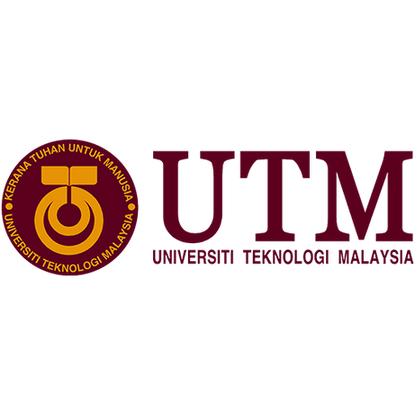 • KERANA TUHAN UNTUK MANUSIA •
UNIVERSITI TEKNOLOGI MALAYSIA
UTM
UNIVERSITI TEKNOLOGI MALAYSIA